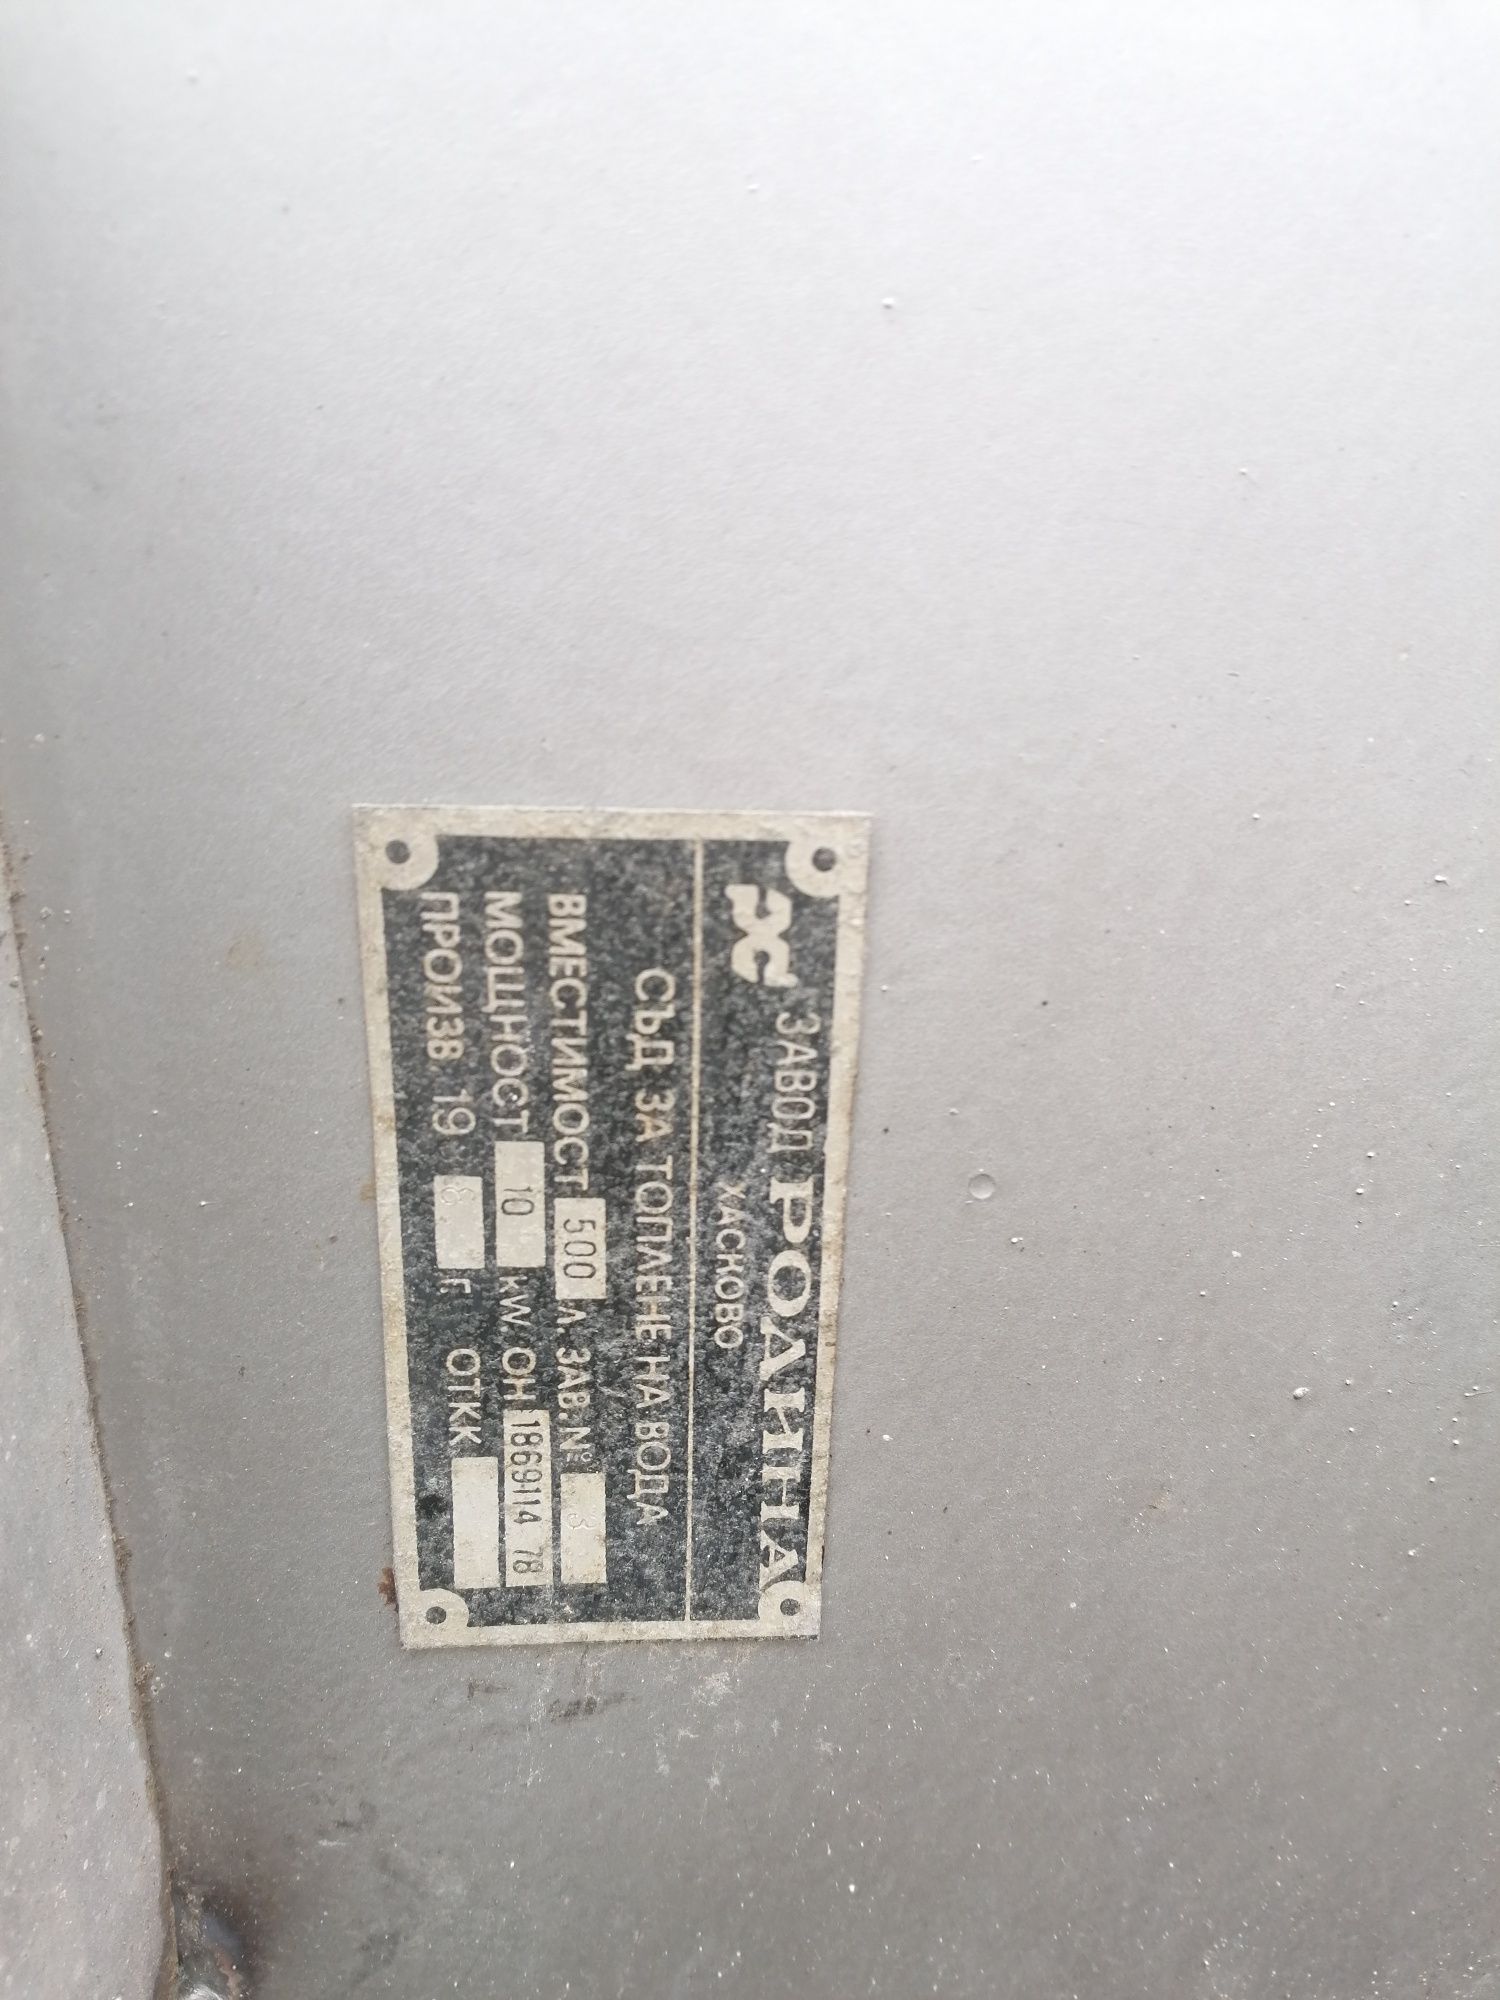 ЗАВОД РОДИНА
ХАСКОВО
СЪД ЗА ТОПЛЕНЕ НА ВОДА
ВМЕСТИМОСТ 500 Л. ЗАВ. № 3
МОЩНОСТ 10 kW. ОН 1869114 78
ПРОИЗВ. 19 г. ОТКК